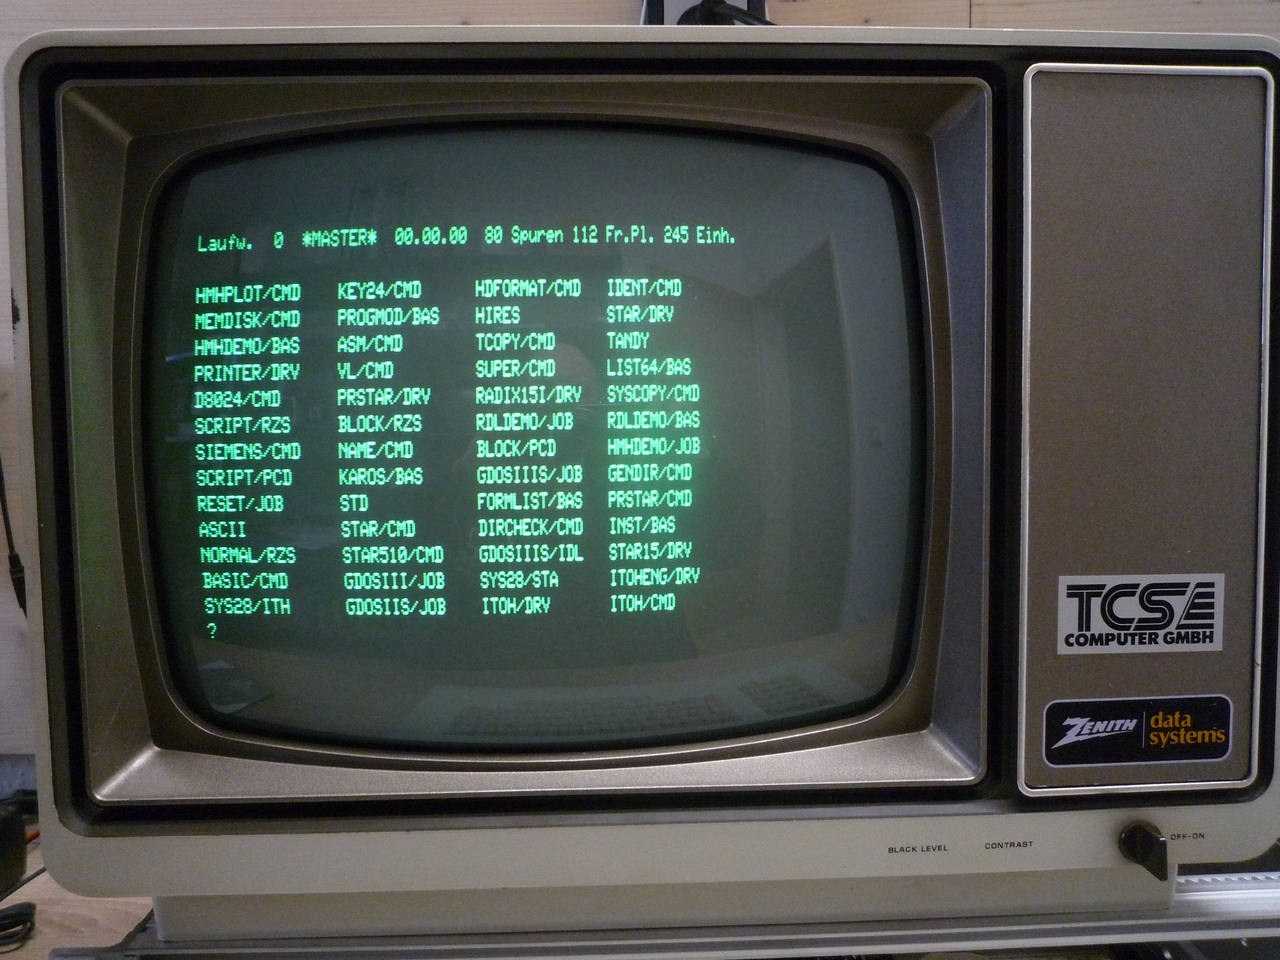 Laufw. 0 *MASTER* 00.00.00 80 Spuren 112 Fr.Pl. 245 Einh.
HMHPLOT/CMD KEY24/CMD HDFORMAT/CMD IDENT/CMD
MEMDISK/CMD PROGMOD/BAS HIRES STAR/DRV
HMHDEMO/BAS ASM/CMD TCOPY/CMD TANDY
PRINTER/DRV VL/CMD SUPER/CMD LIST64/BAS
D8024/CMD PRSTAR/DRV RADIX15I/DRV SYSCOPY/CMD
SCRIPT/RZS BLOCK/RZS RDLDEMO/JOB RDLDEMO/BAS
SIEMENS/CMD NAME/CMD BLOCK/PCD HMHDEMO/JOB
SCRIPT/PCD KAROS/BAS GDOSIIIS/JOB GENDIR/CMD
RESET/JOB STD FORMLIST/BAS PRSTAR/CMD
ASCII STAR/CMD DIRCHECK/CMD INST/BAS
NORMAL/RZS STAR510/CMD GDOSIIIS/IDL STAR15/DRV
BASIC/CMD GDOSIII/JOB SYS28/STA ITOHENG/DRV
SYS28/ITH GDOSIIS/JOB ITOH/DRV ITOH/CMD
?
TCS
COMPUTER GMBH
ZENITH data systems
BLACK LEVEL CONTRAST OFF-ON